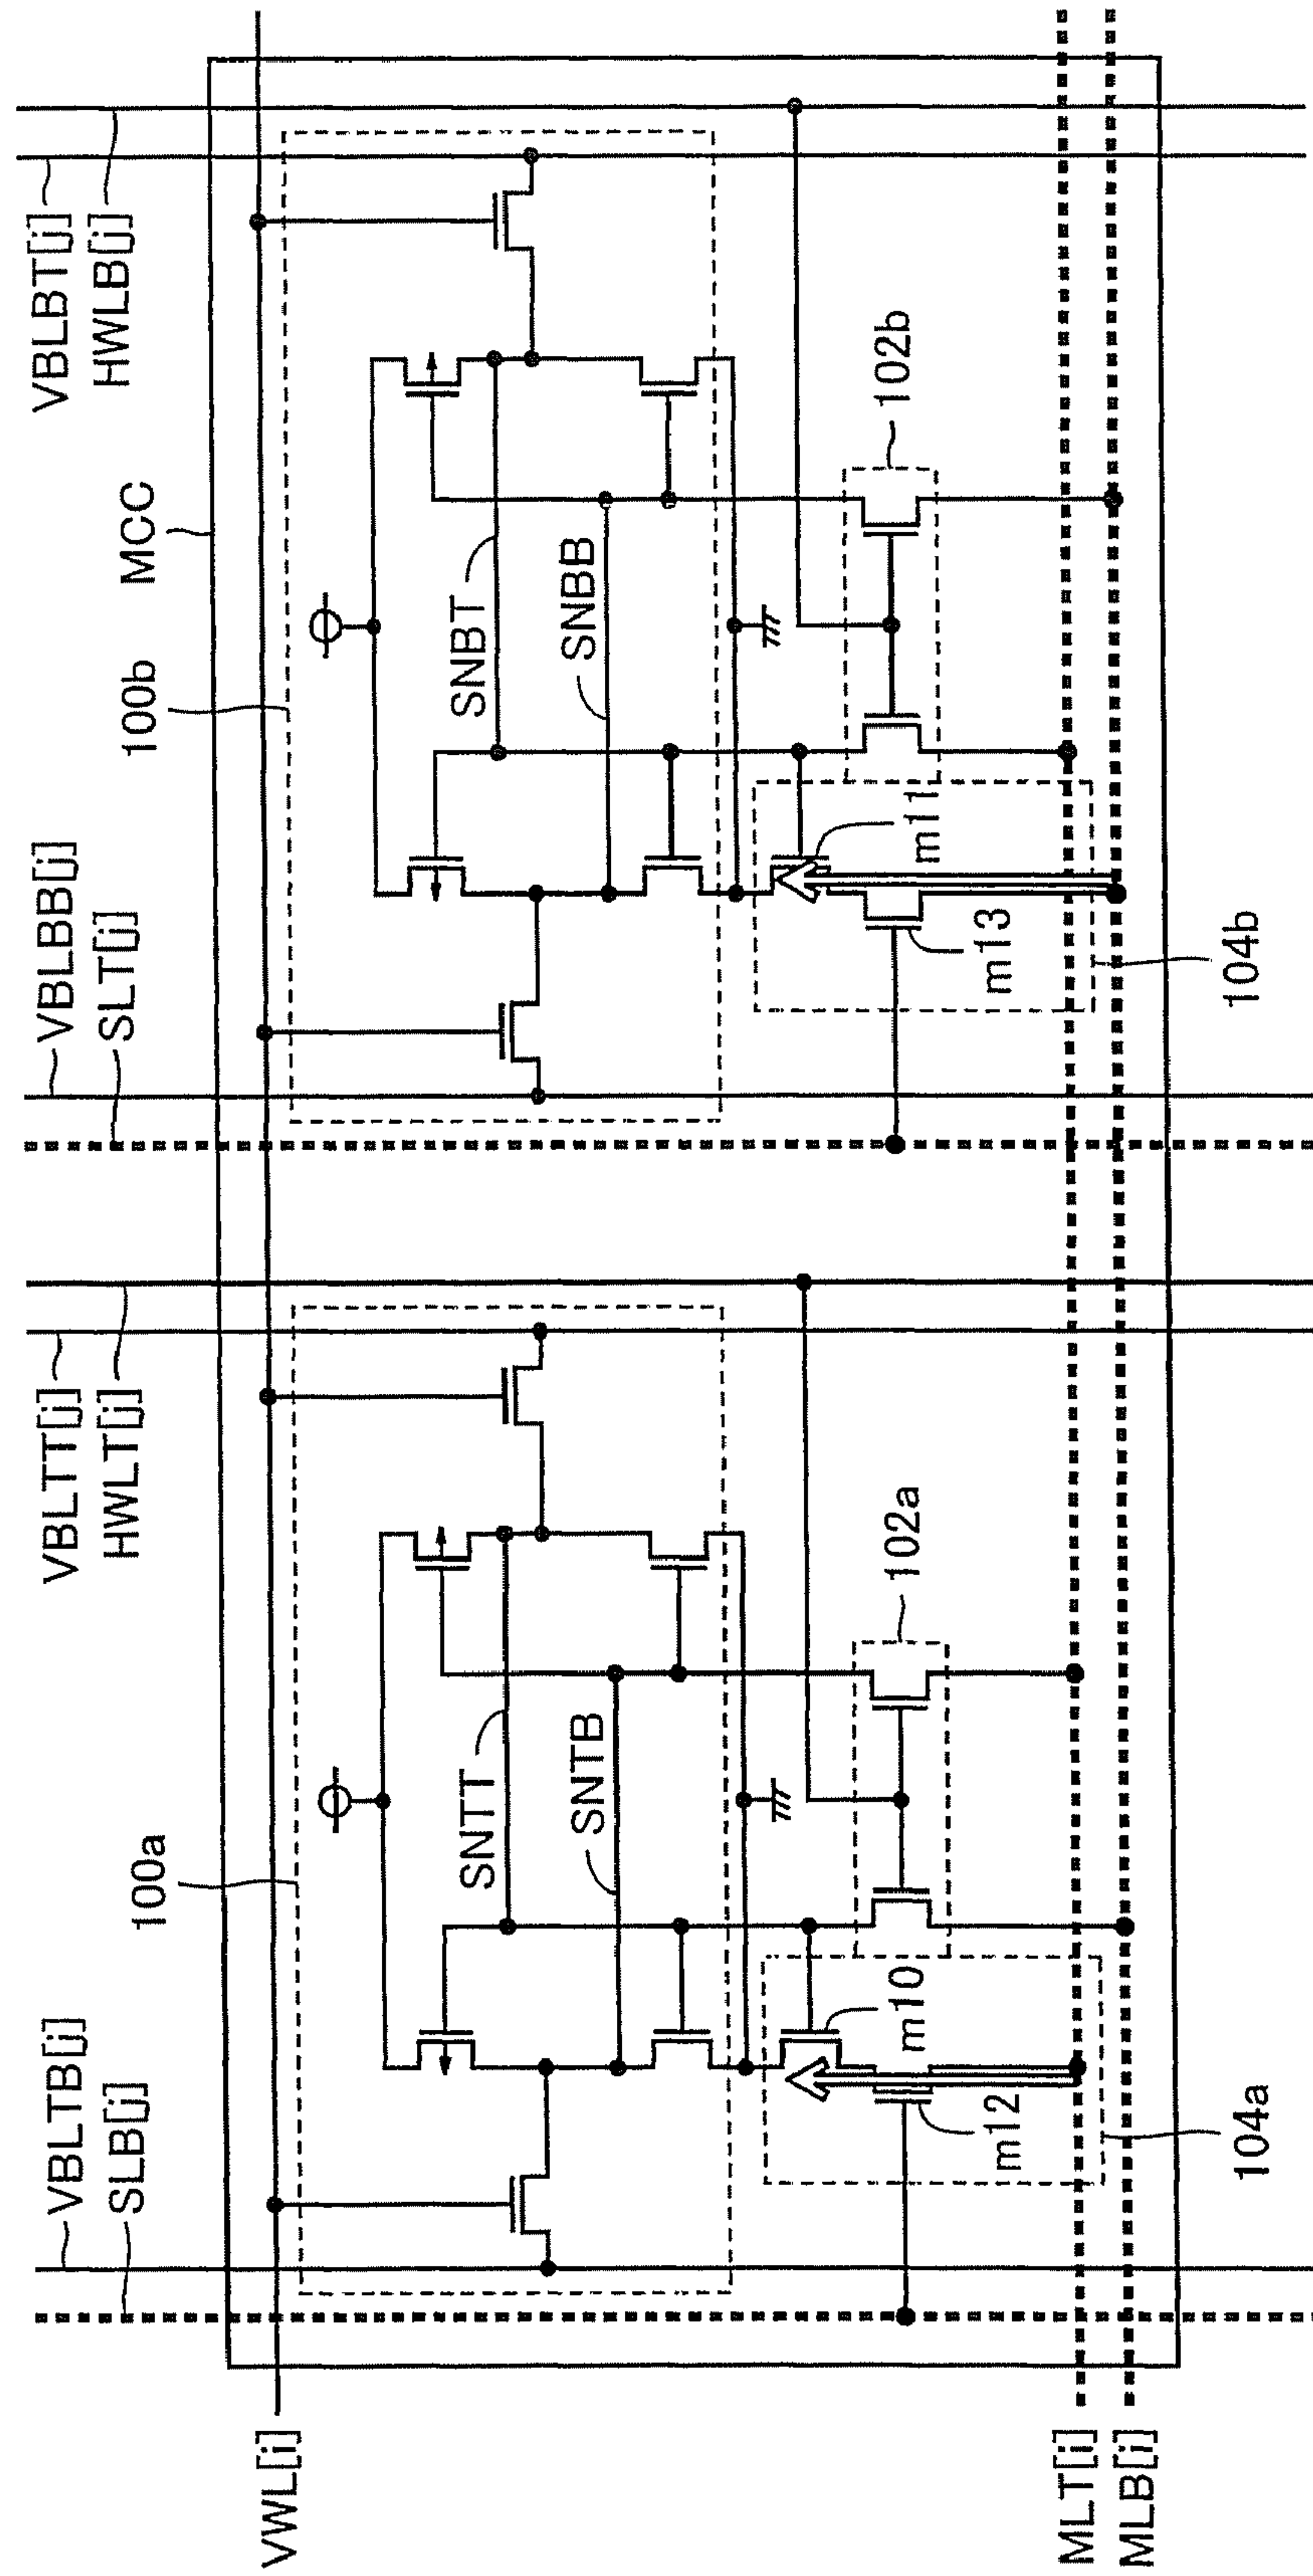 VBLTB[j]
SLB[j]
100a
VBLTT[j]
HWLT[j]
VBLBB[j]
SLT[j]
100b
MCC
VBLBT[j]
HWLB[j]
VWL[i]
SNTT
SNTB
SNBT
SNBB
m12
m10
102a
m13
m11
102b
104a
104b
MLT[i]
MLB[i]